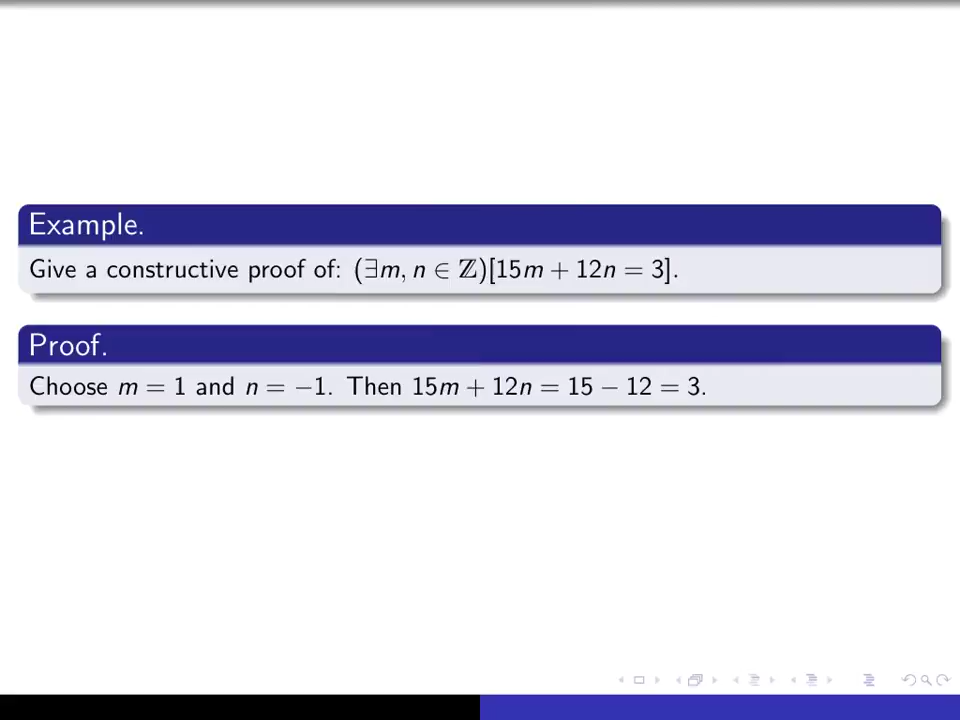 Example.
Give a constructive proof of: (∃m, n ∈ ℤ)[15m + 12n = 3].
Proof.
Choose m = 1 and n = −1. Then 15m + 12n = 15 − 12 = 3.